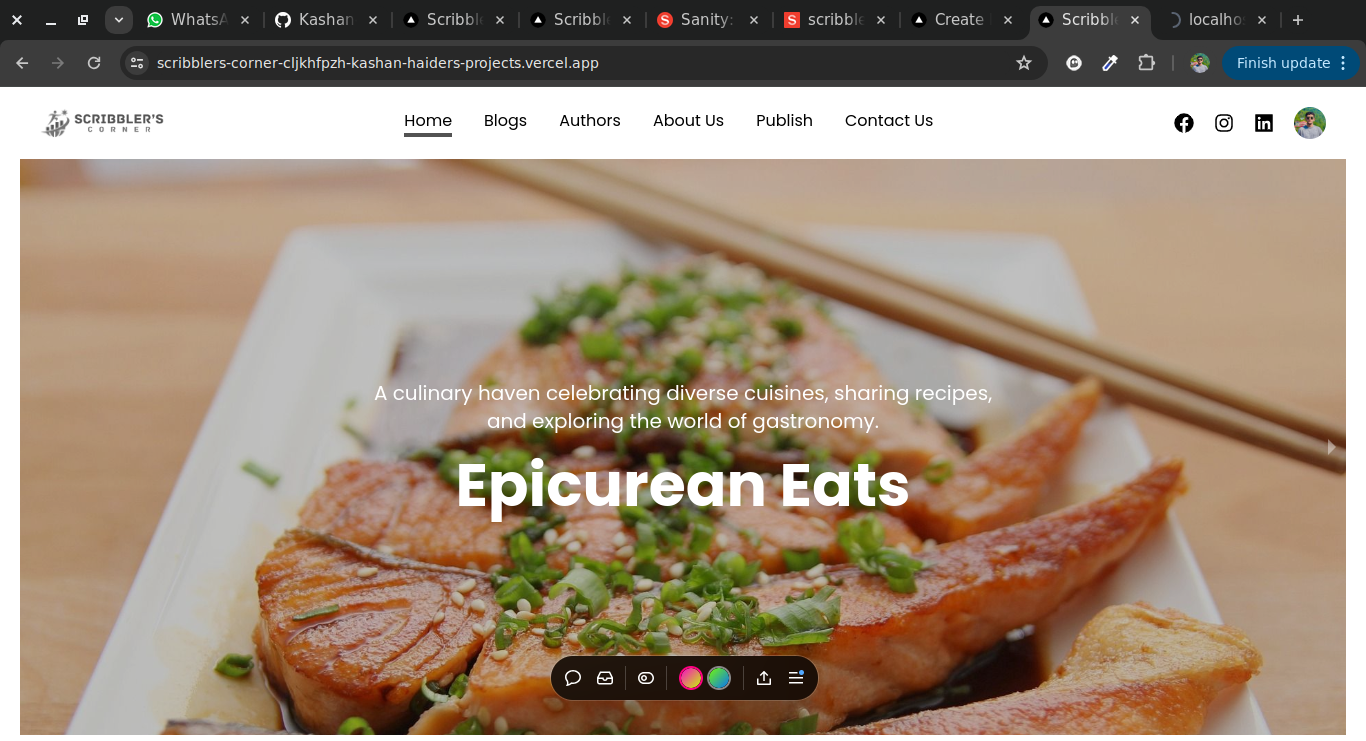 WhatsA
Kashan
Scribble
Scribble
Sanity:
scribble
Create
Scribble
localho
scribblers-corner-cljkhfpzh-kashan-haiders-projects.vercel.app
Finish update
SCRIBBLER'S
CORNER
Home
Blogs
Authors
About Us
Publish
Contact Us
A culinary haven celebrating diverse cuisines, sharing recipes,
and exploring the world of gastronomy.
Epicurean Eats